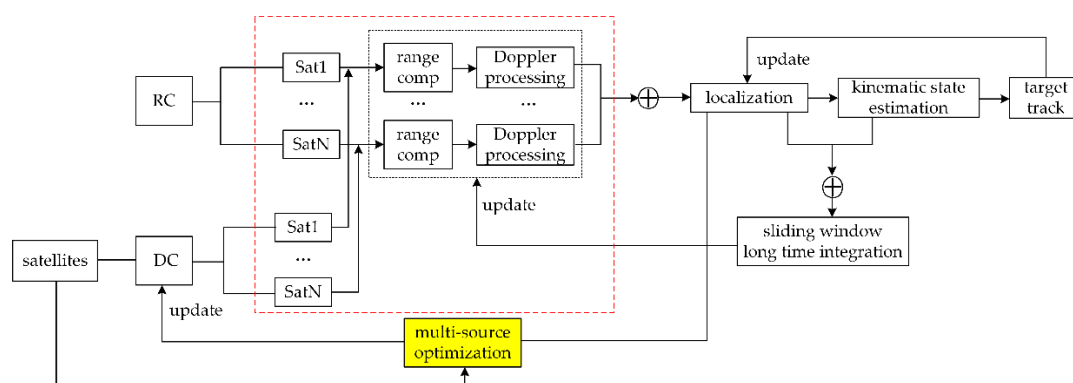 RC
Sat1
...
SatN
range
comp
...
range
comp
Doppler
processing
...
Doppler
processing
update
localization
kinematic state
estimation
target
track
update
sliding window
long time integration
satellites
DC
Sat1
...
SatN
update
multi-source
optimization